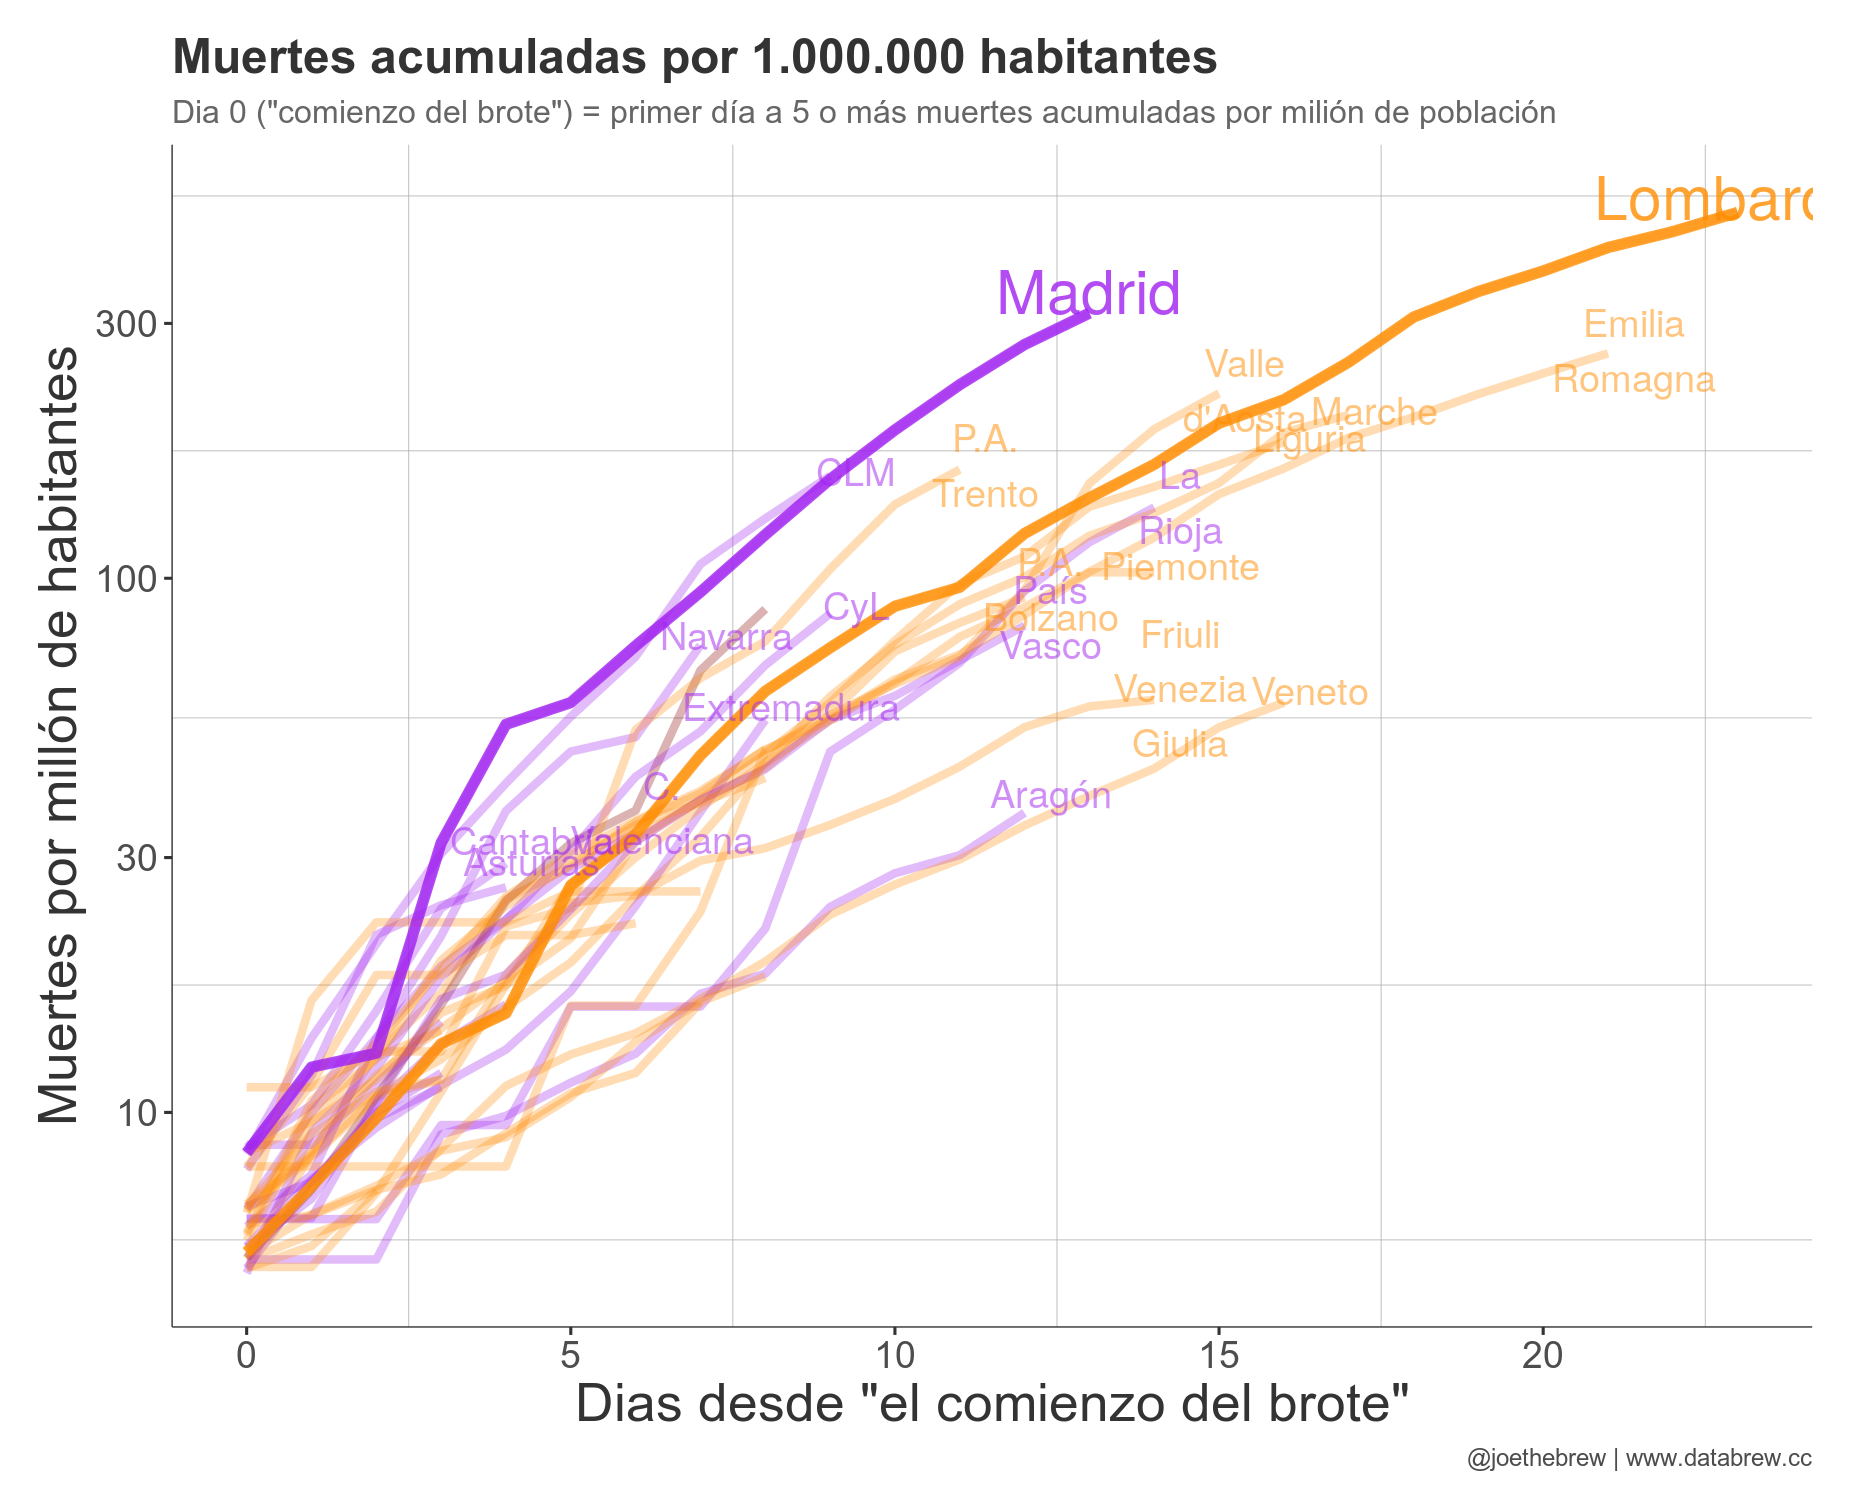 Muertes acumuladas por 1.000.000 habitantes
Dia 0 ("comienzo del brote") = primer día a 5 o más muertes acumuladas por milión de población
Muertes por millón de habitantes
300
100
30
10
Lombard
Madrid
Emilia
Romagna
Valle
d'Aosta
Marche
Liguria
P.A.
Trento
CLM
La
Rioja
P.A.
Bolzano
Piemonte
País
Vasco
CyL
Navarra
Friuli
Venezia
Giulia
Veneto
Extremadura
C.
Valenciana
Aragón
Cantabria
Asturias
0
5
10
15
20
Dias desde "el comienzo del brote"
@joethebrew | www.databrew.cc